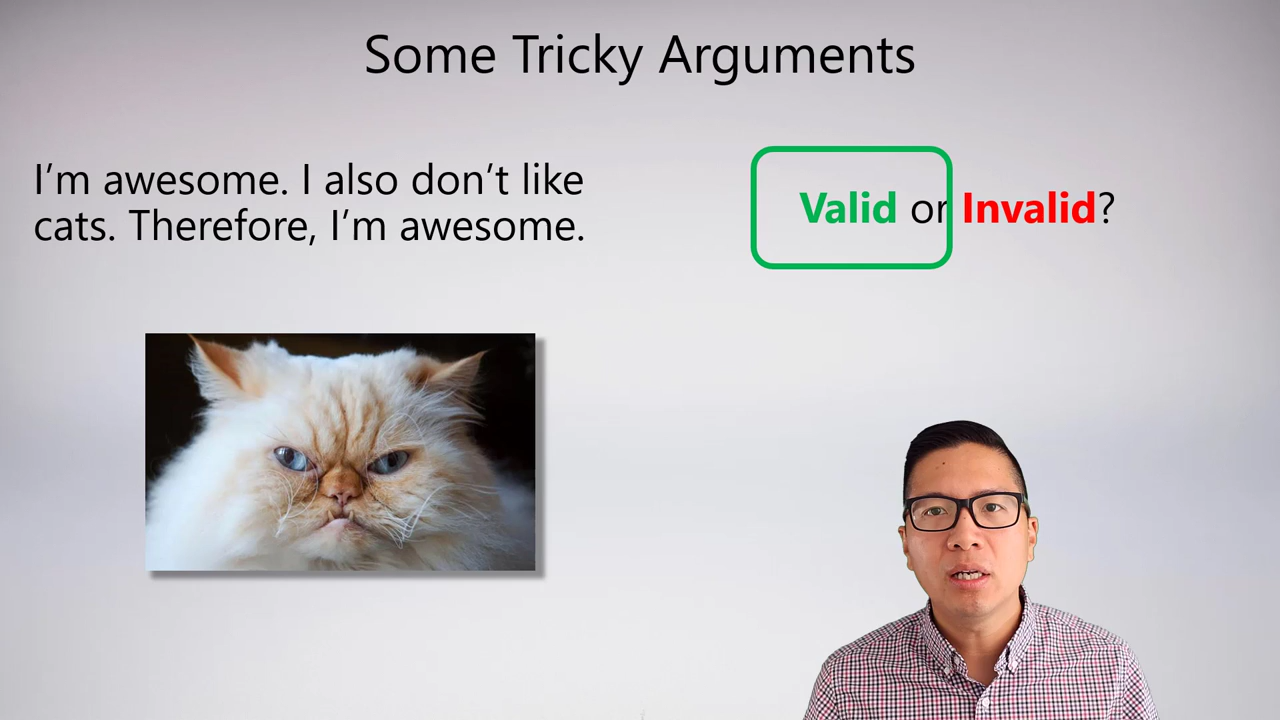 Some Tricky Arguments
I’m awesome. I also don’t like
cats. Therefore, I’m awesome.
Valid or Invalid?